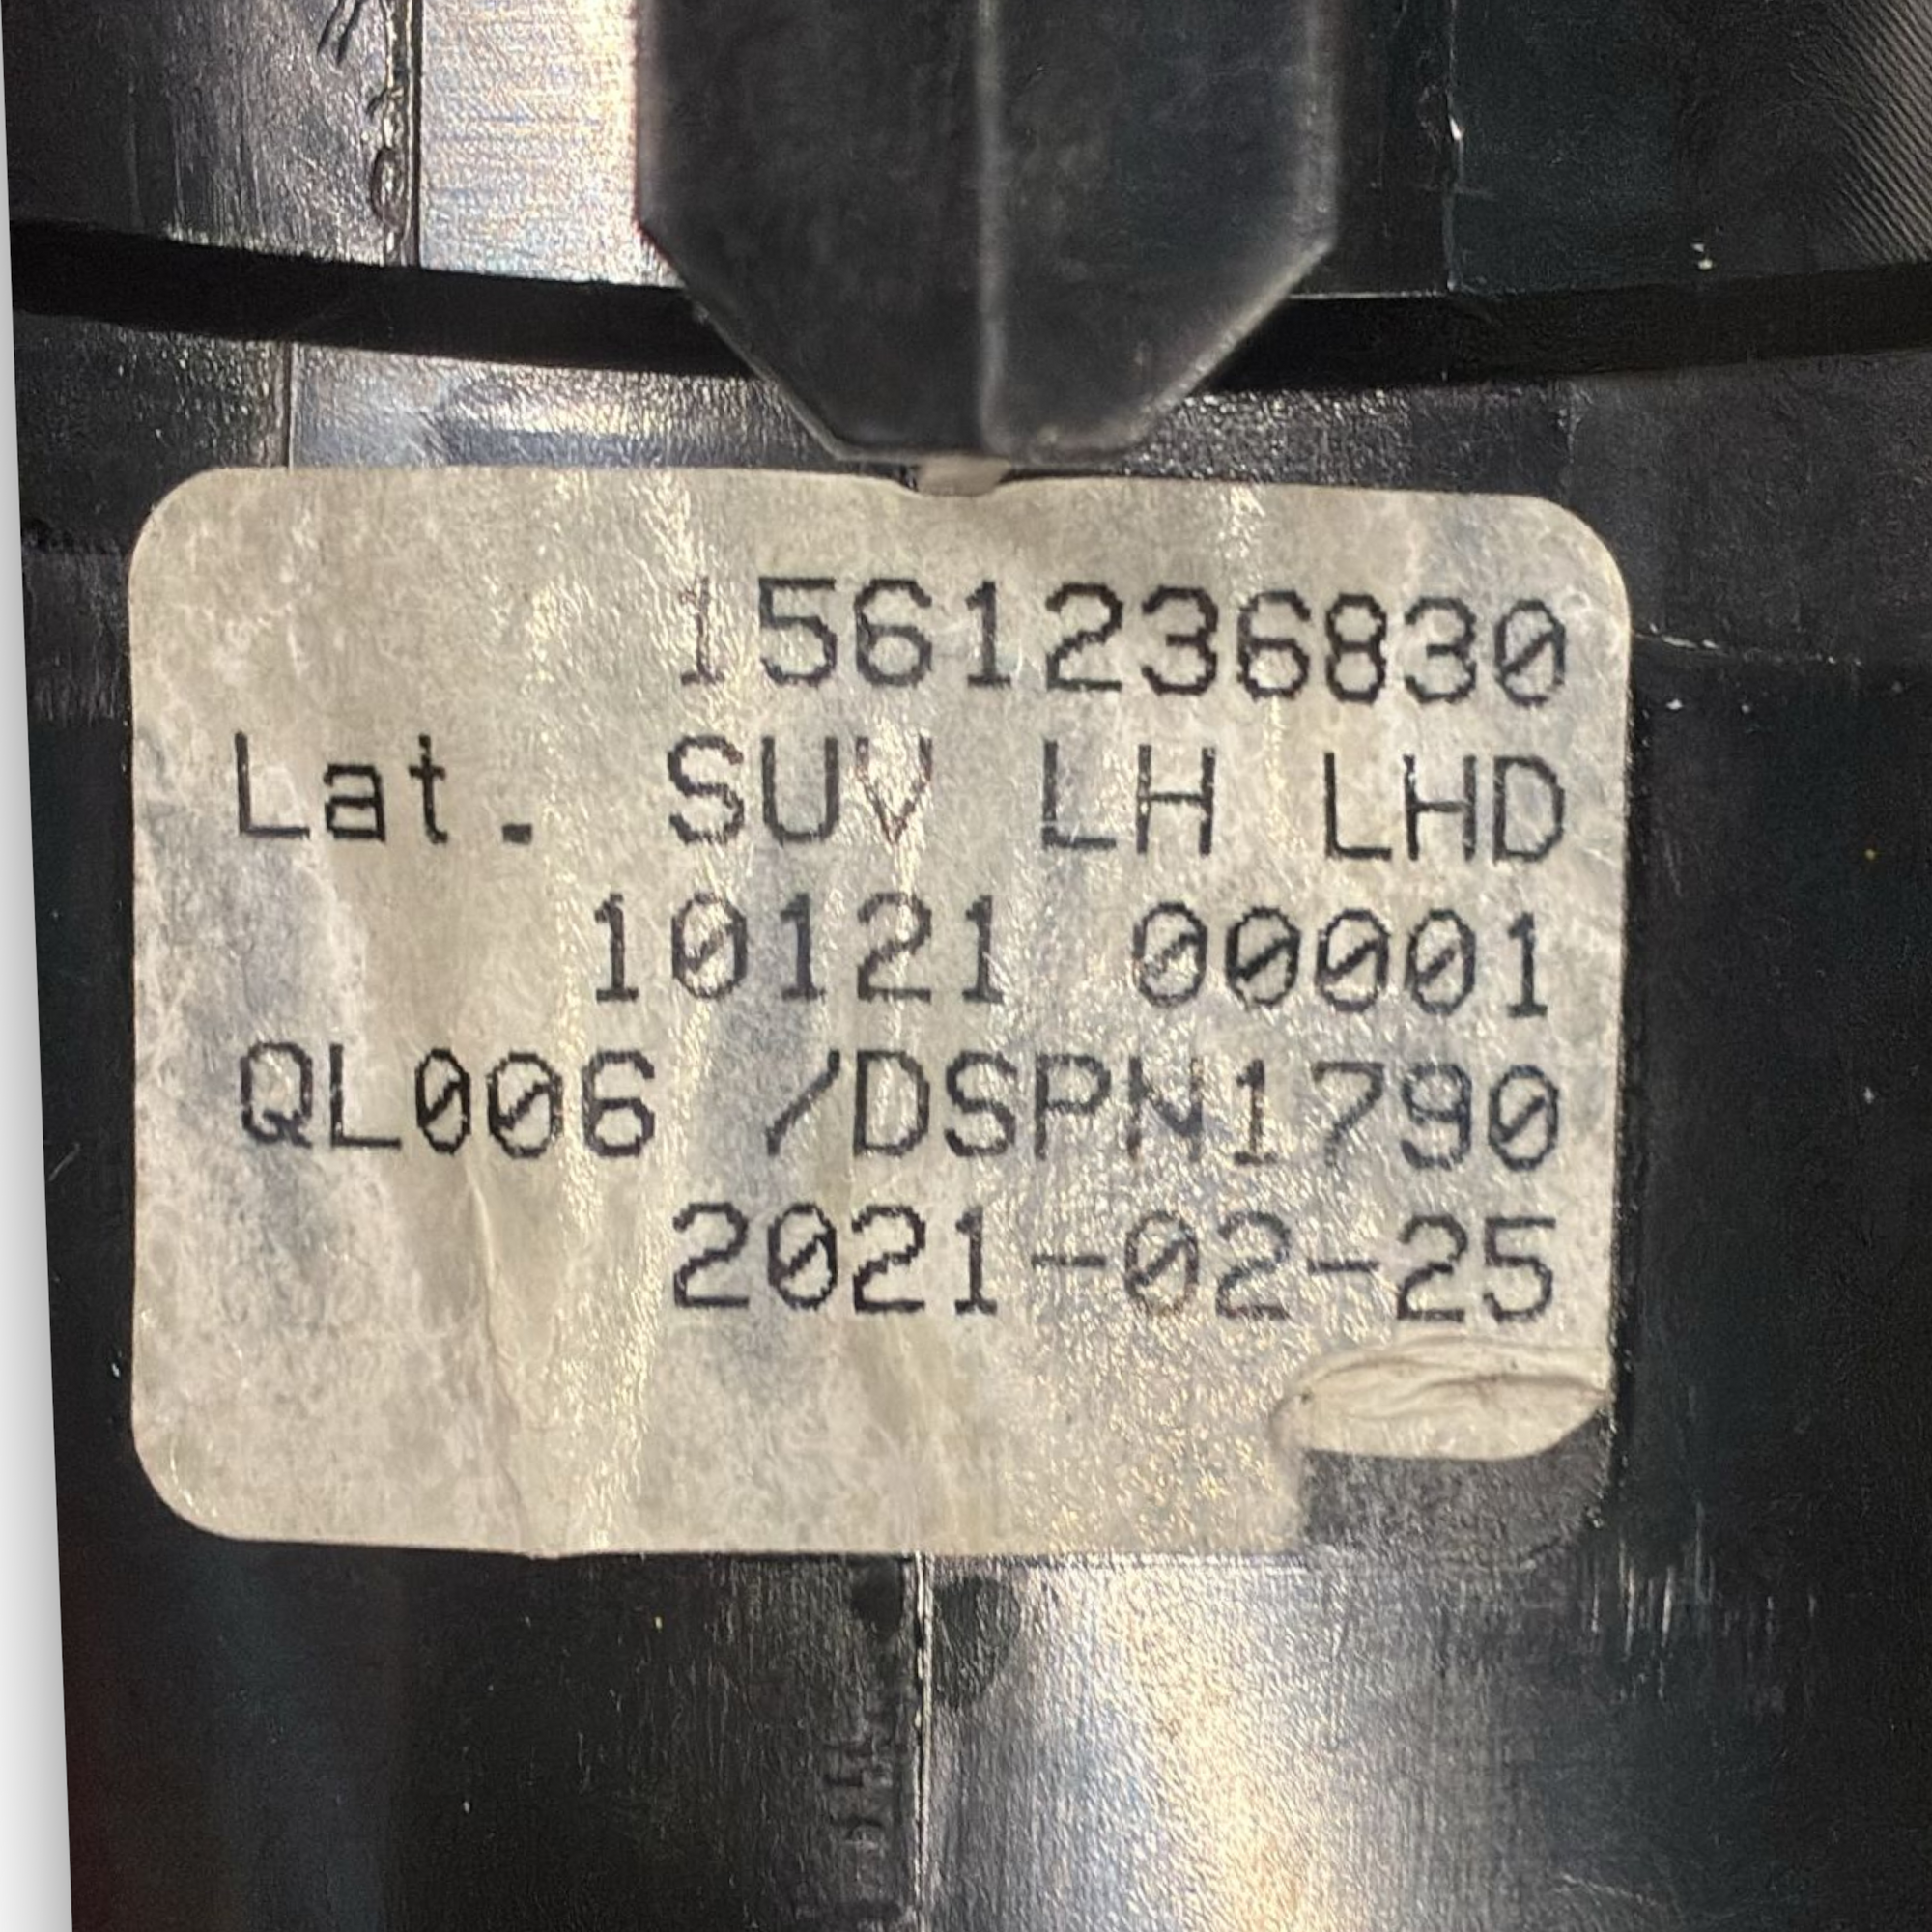 1561236830
Lat. SUV LH LHD
10121 00001
QL006 /DSPN1790
2021-02-25